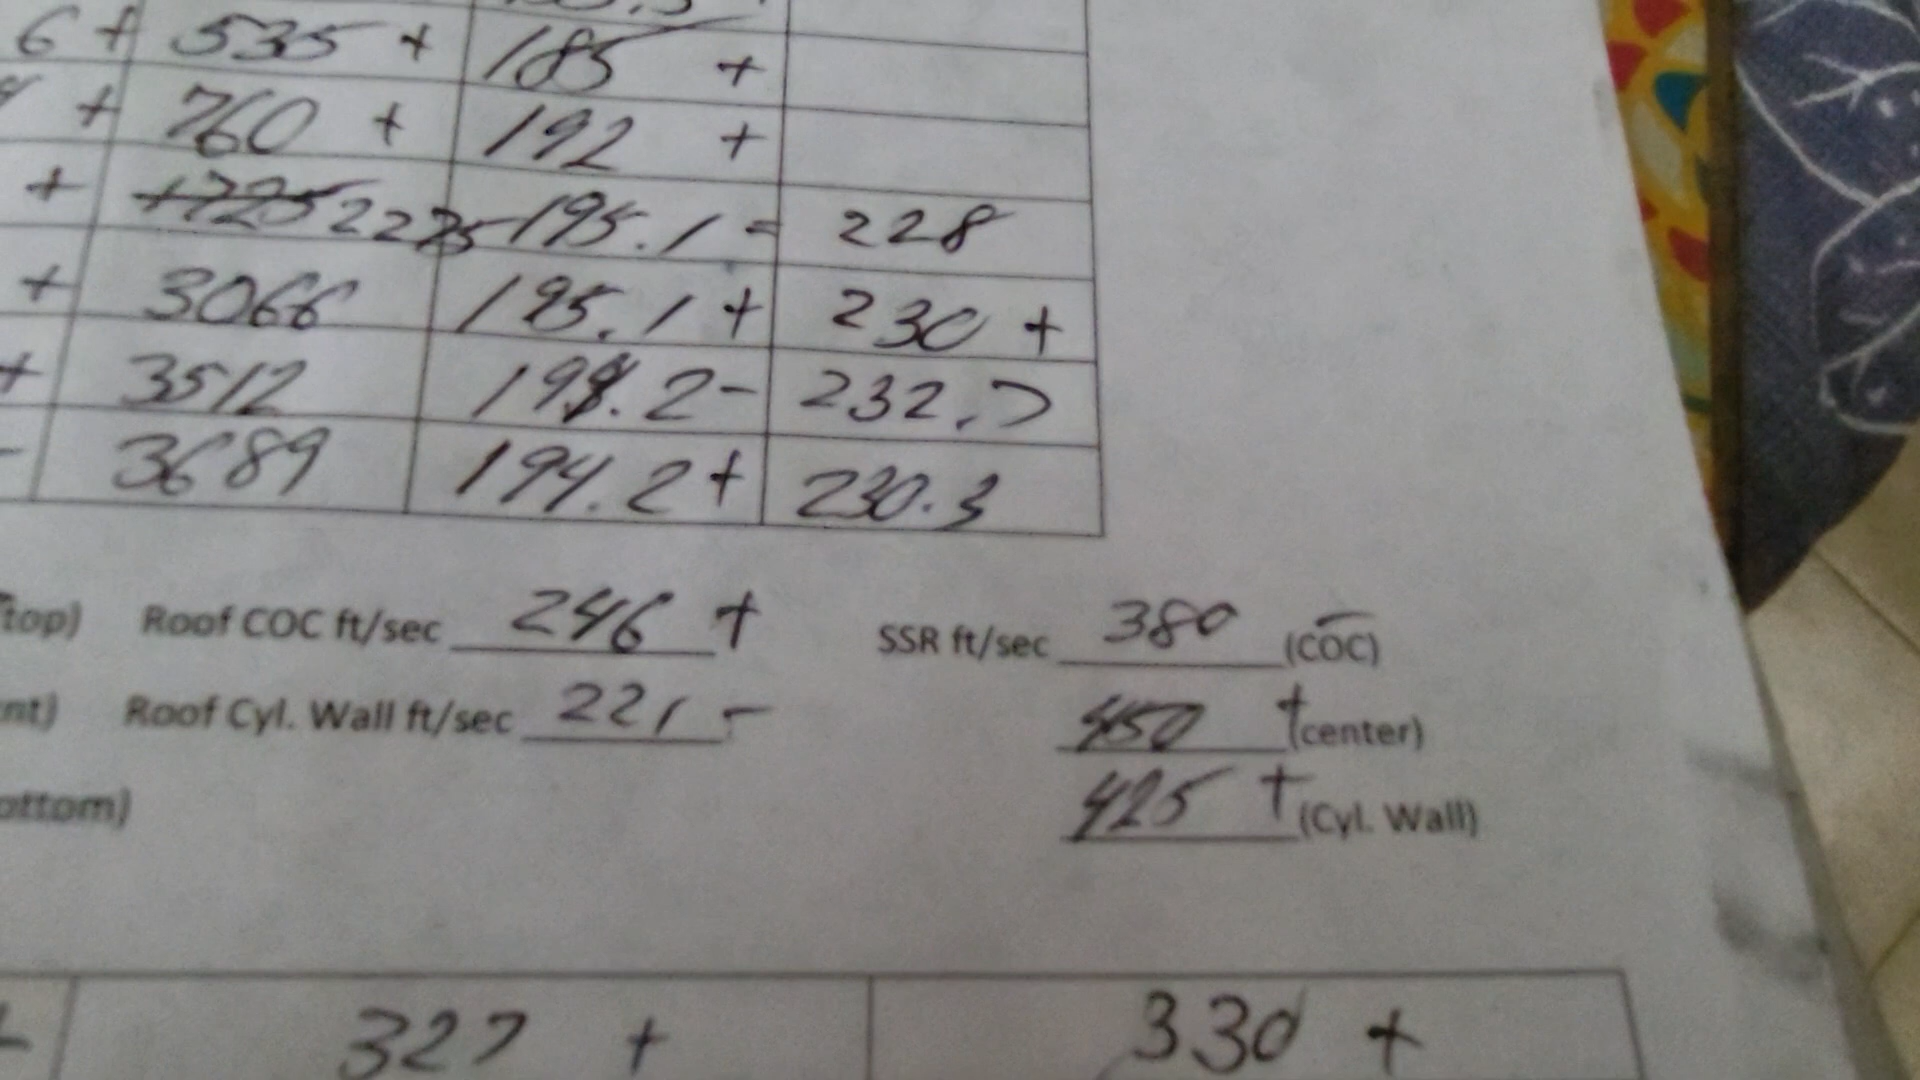 6 + 535 + 185 +
+ 760 + 192 +
+ 2275 195.1 - 228
+ 3066 195.1 + 230 +
+ 3512 194.2 - 232.7
- 3689 194.2 + 230.3
top) Roof COC ft/sec 246 + SSR ft/sec 380 - (COC)
nt) Roof Cyl. Wall ft/sec 221 - 450 + (center)
ottom) 425 + (Cyl. Wall)
327 + 330 +